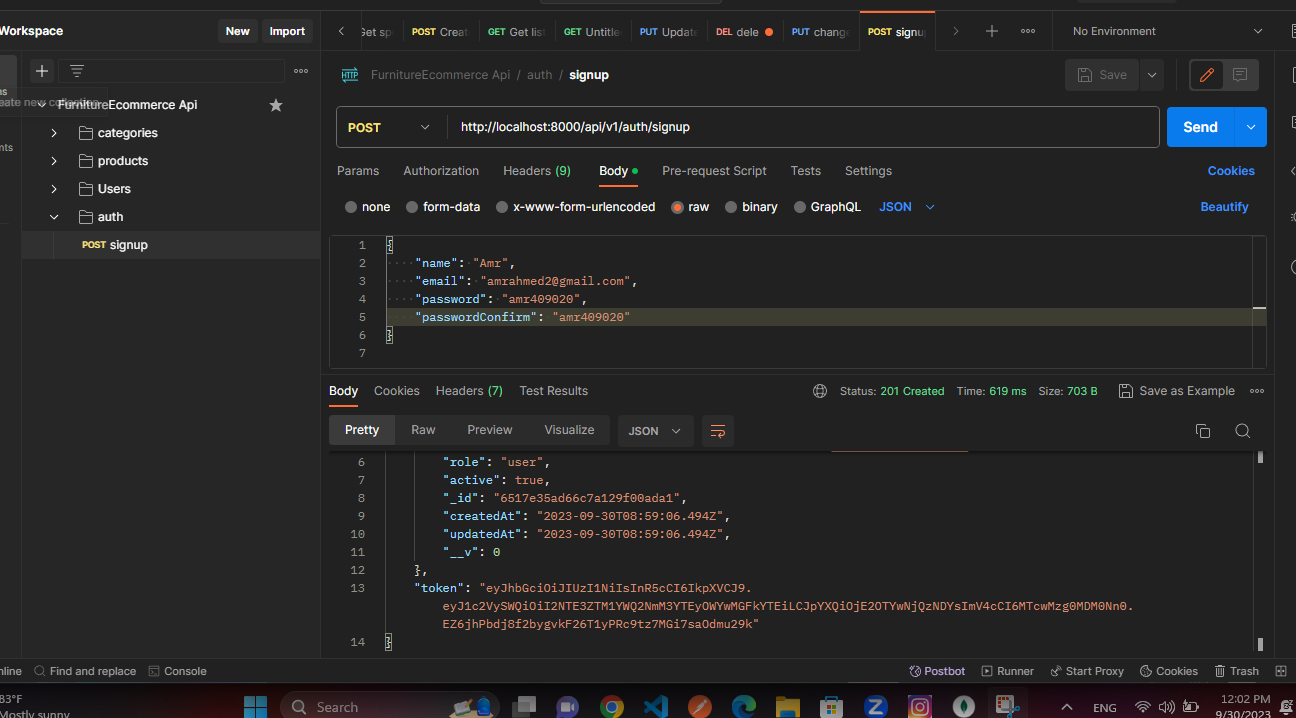 Workspace
New
Import
Get sp
POST Creat
GET Get list
GET Untitle
PUT Update
DEL dele
PUT change
POST signup
No Environment
FurnitureEcommerce Api
categories
products
Users
auth
POST signup
HTTP
FurnitureEcommerce Api / auth / signup
Save
POST
http://localhost:8000/api/v1/auth/signup
Send
Params
Authorization
Headers (9)
Body
Pre-request Script
Tests
Settings
Cookies
none
form-data
x-www-form-urlencoded
raw
binary
GraphQL
JSON
Beautify
1 {
2 "name": "Amr",
3 "email": "amrahmed2@gmail.com",
4 "password": "amr409020",
5 "passwordConfirm": "amr409020"
6 }
7
Body
Cookies
Headers (7)
Test Results
Status: 201 Created
Time: 619 ms
Size: 703 B
Save as Example
Pretty
Raw
Preview
Visualize
JSON
6 "role": "user",
7 "active": true,
8 "_id": "6517e35ad66c7a129f00ada1",
9 "createdAt": "2023-09-30T08:59:06.494Z",
10 "updatedAt": "2023-09-30T08:59:06.494Z",
11 "__v": 0
12 },
13 "token": "eyJhbGciOiJIUzI1NiIsInR5cCI6IkpXVCJ9.
eyJ1c2VySWQiOiI2NTE3ZTM1YWQ2NmM3YTEyOWYwMGFkYTEiLCJpYXQiOjE2OTYwNjQzNDYsImV4cCI6MTcwMzg0MDM0Nn0.
EZ6jhPbdj8f2bygvkF26T1yPRc9tz7MGi7saOdmu29k"
14 }
nline
Find and replace
Console
Postbot
Runner
Start Proxy
Cookies
Trash
83°F
Mostly sunny
Search
ENG
12:02 PM
9/30/2023